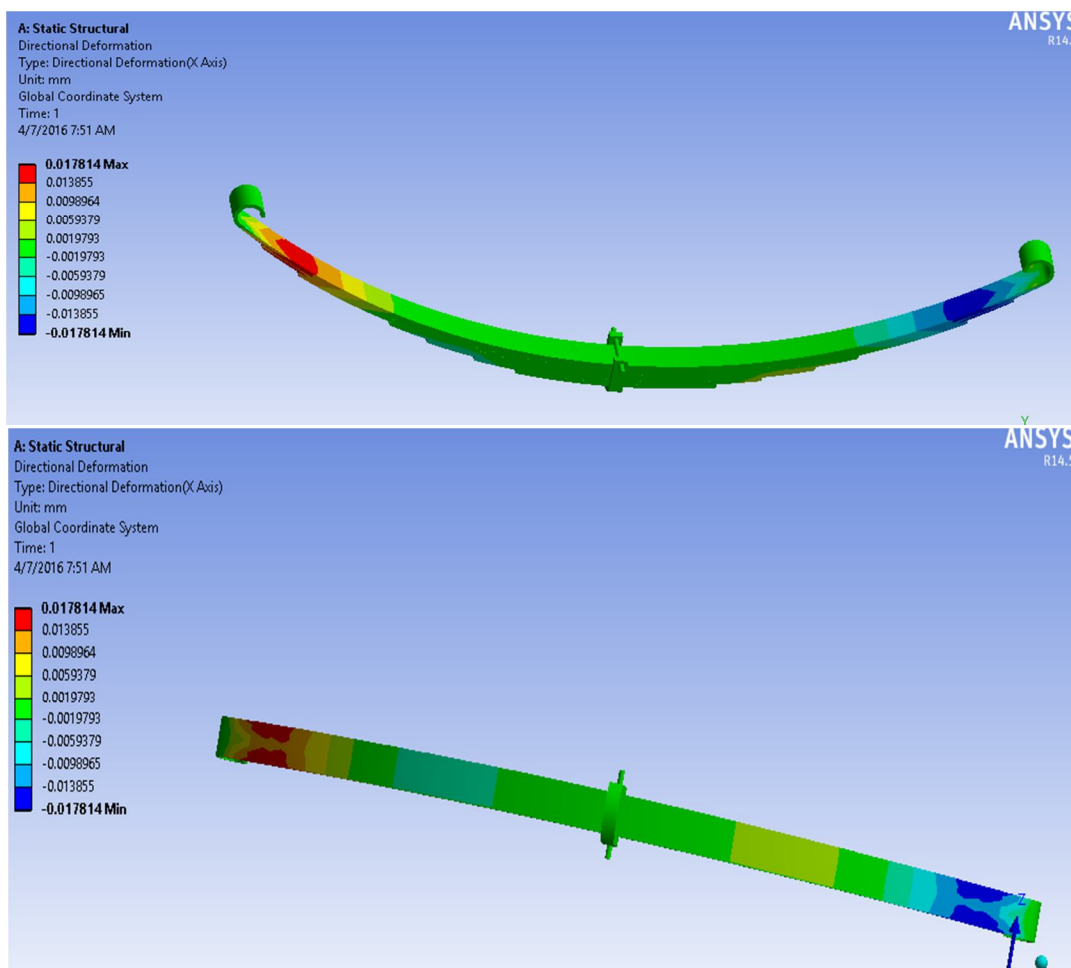 A: Static Structural
Directional Deformation
Type: Directional Deformation(X Axis)
Unit: mm
Global Coordinate System
Time: 1
4/7/2016 7:51 AM
0.017814 Max
0.013855
0.0098964
0.0059379
0.0019793
-0.0019793
-0.0059379
-0.0098965
-0.013855
-0.017814 Min
ANSYS
R14.
Y
A: Static Structural
Directional Deformation
Type: Directional Deformation(X Axis)
Unit: mm
Global Coordinate System
Time: 1
4/7/2016 7:51 AM
0.017814 Max
0.013855
0.0098964
0.0059379
0.0019793
-0.0019793
-0.0059379
-0.0098965
-0.013855
-0.017814 Min
ANSYS
R14.5
Z